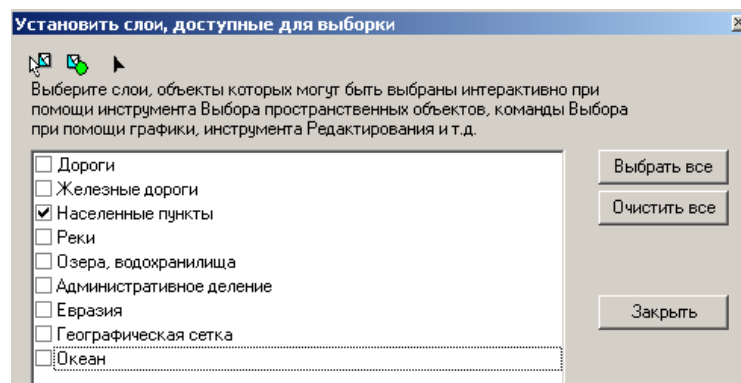 Установить слои, доступные для выборки
Выберите слои, объекты которых могут быть выбраны интерактивно при
помощи инструмента Выбора пространственных объектов, команды Выбора
при помощи графики, инструмента Редактирования и т.д.
Дороги
Железные дороги
Населенные пункты
Реки
Озера, водохранилища
Административное деление
Евразия
Географическая сетка
Океан
Выбрать все
Очистить все
Закрыть